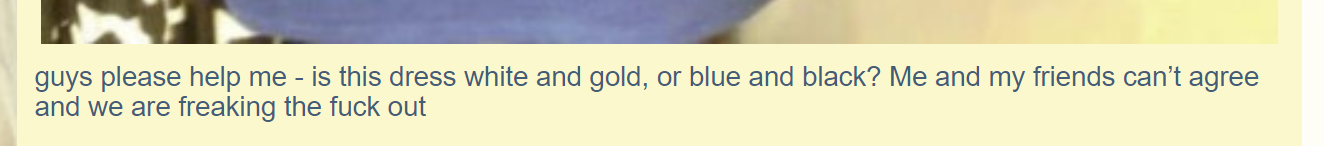 guys please help me - is this dress white and gold, or blue and black? Me and my friends can’t agree
and we are freaking the fuck out